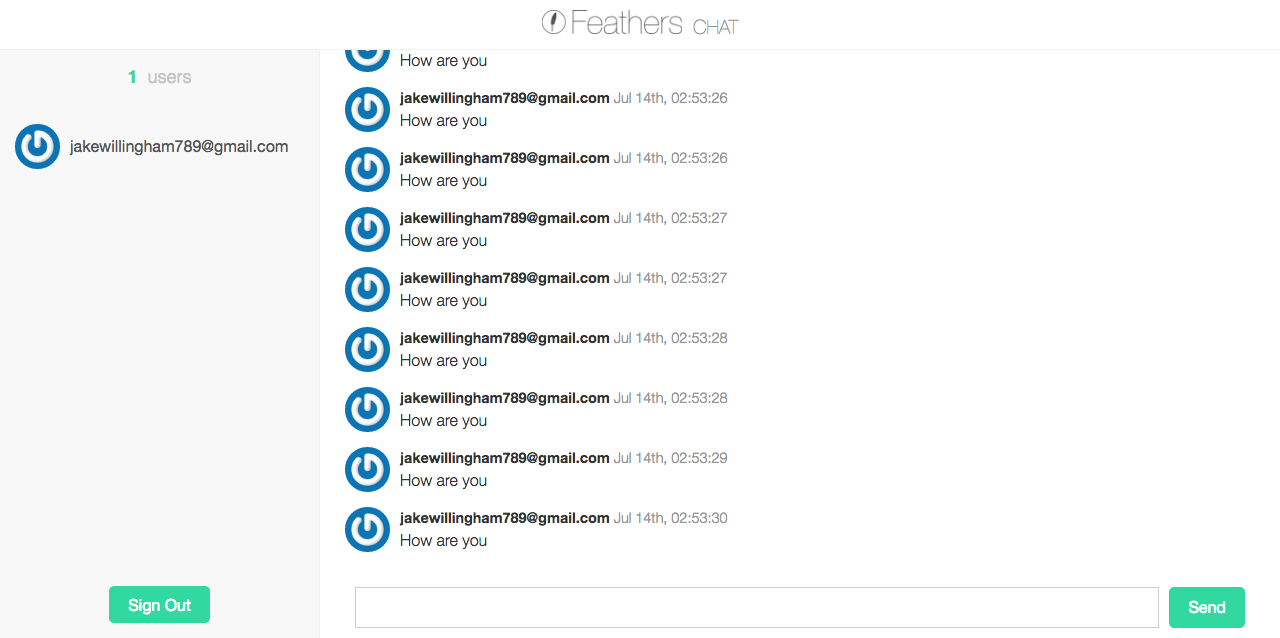 Feathers CHAT
1 users
jakewillingham789@gmail.com
How are you
jakewillingham789@gmail.com Jul 14th, 02:53:26
How are you
jakewillingham789@gmail.com Jul 14th, 02:53:26
How are you
jakewillingham789@gmail.com Jul 14th, 02:53:27
How are you
jakewillingham789@gmail.com Jul 14th, 02:53:27
How are you
jakewillingham789@gmail.com Jul 14th, 02:53:28
How are you
jakewillingham789@gmail.com Jul 14th, 02:53:28
How are you
jakewillingham789@gmail.com Jul 14th, 02:53:29
How are you
jakewillingham789@gmail.com Jul 14th, 02:53:30
How are you
Sign Out
Send